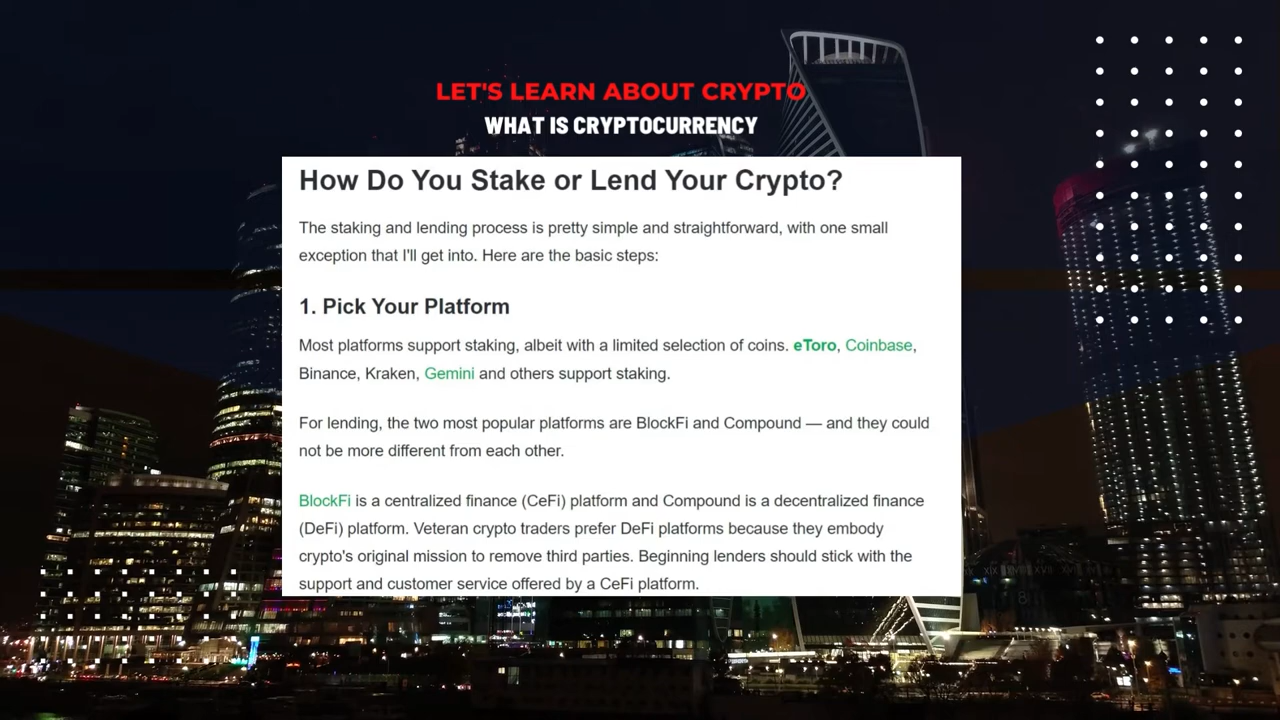 LET'S LEARN ABOUT CRYPTO
WHAT IS CRYPTOCURRENCY
How Do You Stake or Lend Your Crypto?
The staking and lending process is pretty simple and straightforward, with one small
exception that I'll get into. Here are the basic steps:
1. Pick Your Platform
Most platforms support staking, albeit with a limited selection of coins. eToro, Coinbase,
Binance, Kraken, Gemini and others support staking.
For lending, the two most popular platforms are BlockFi and Compound — and they could
not be more different from each other.
BlockFi is a centralized finance (CeFi) platform and Compound is a decentralized finance
(DeFi) platform. Veteran crypto traders prefer DeFi platforms because they embody
crypto's original mission to remove third parties. Beginning lenders should stick with the
support and customer service offered by a CeFi platform.